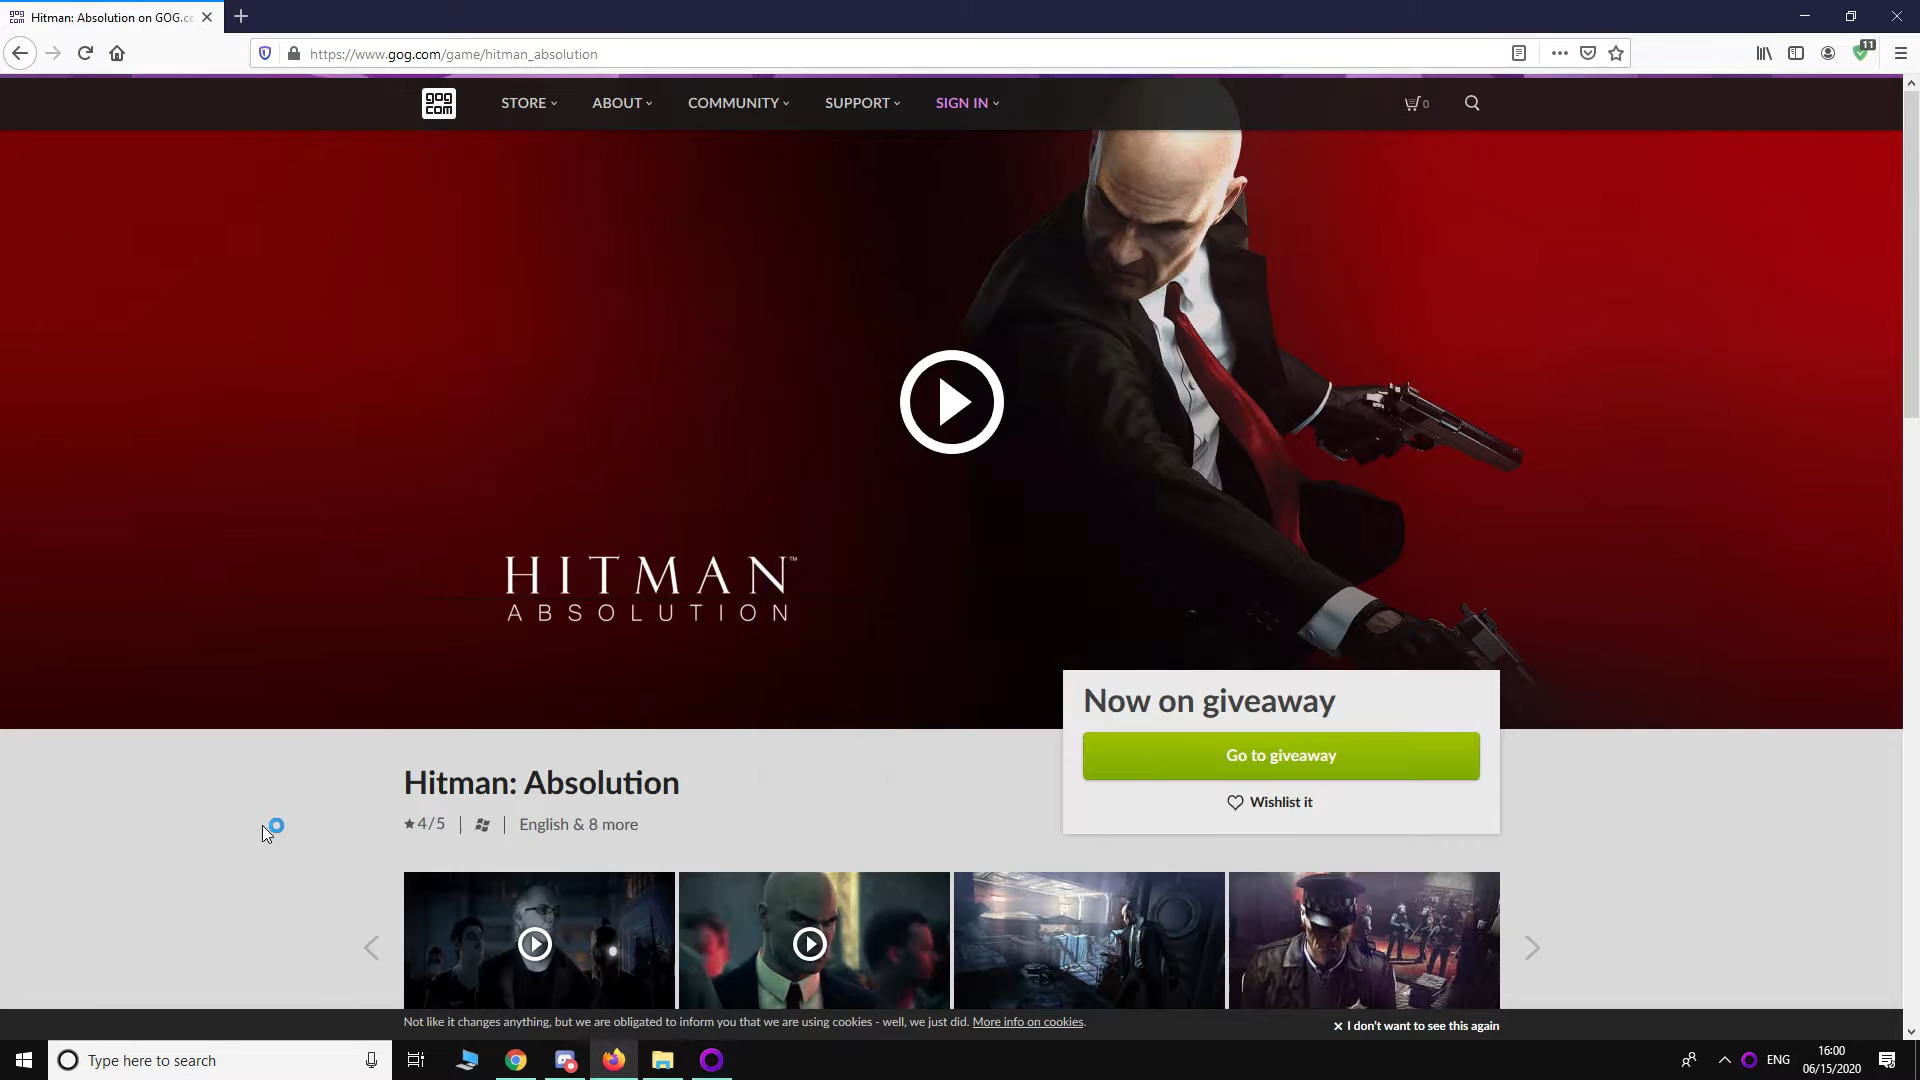 Hitman: Absolution on GOG.c
https://www.gog.com/game/hitman_absolution
11
gog com
STORE
ABOUT
COMMUNITY
SUPPORT
SIGN IN
0
HITMAN™
ABSOLUTION
Now on giveaway
Go to giveaway
Wishlist it
Hitman: Absolution
4/5
English & 8 more
Not like it changes anything, but we are obligated to inform you that we are using cookies - well, we just did. More info on cookies.
I don't want to see this again
Type here to search
ENG
16:00
06/15/2020